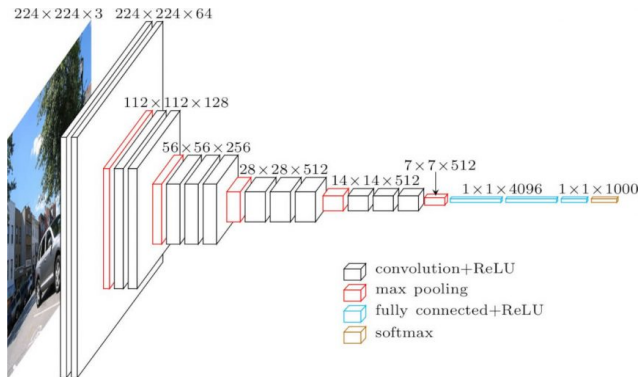 224×224×3
224×224×64
112×112×128
56×56×256
28×28×512
14×14×512
7×7×512
1×1×4096
1×1×1000
convolution+ReLU
max pooling
fully connected+ReLU
softmax